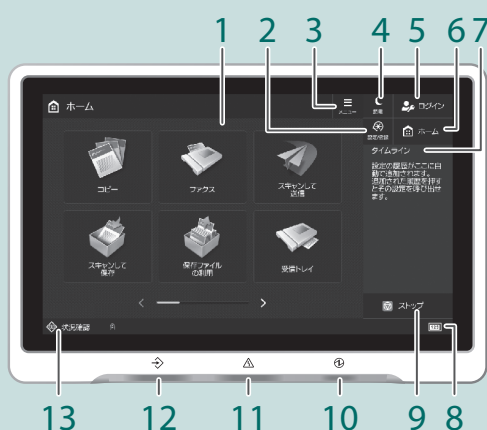 1
2
3
4
5
6
7
ホーム
メニュー
節電
ログイン
設定/登録
ホーム
タイムライン
設定の履歴がここに自
動で追加されます。
追加された履歴を押す
とその設定を呼び出せ
ます。
コピー
ファクス
スキャンして
送信
スキャンして
保存
保存ファイル
の利用
受信トレイ
ストップ
状況確認
13
12
11
10
9
8